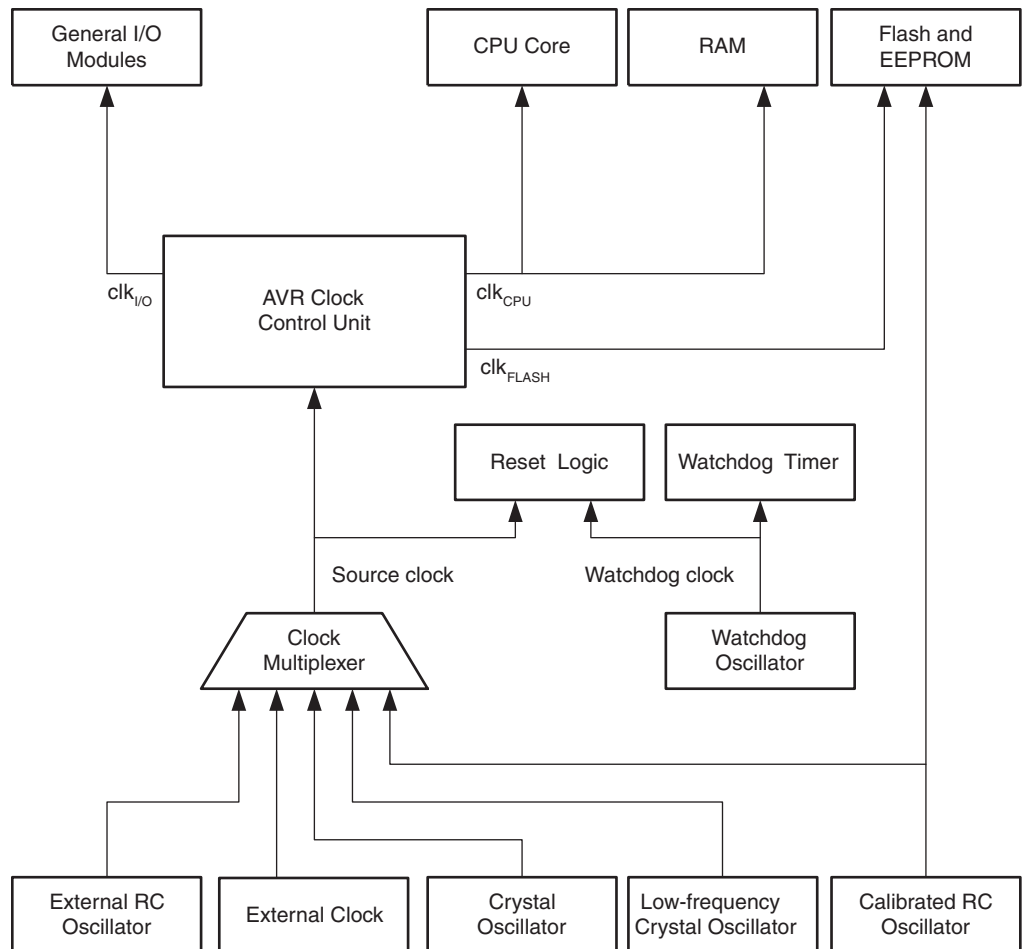 General I/O
Modules
CPU Core
RAM
Flash and
EEPROM
clkI/O
AVR Clock
Control Unit
clkCPU
clkFLASH
Reset Logic
Watchdog Timer
Source clock
Watchdog clock
Clock
Multiplexer
Watchdog
Oscillator
External RC
Oscillator
External Clock
Crystal
Oscillator
Low-frequency
Crystal Oscillator
Calibrated RC
Oscillator